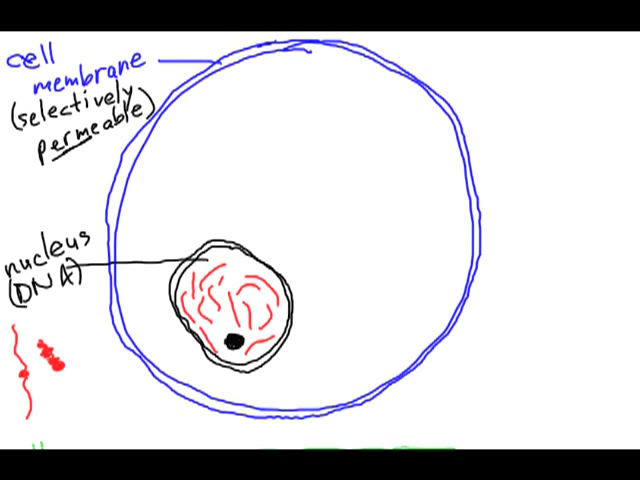 cell
membrane
(selectively
permeable)
nucleus
(DNA)